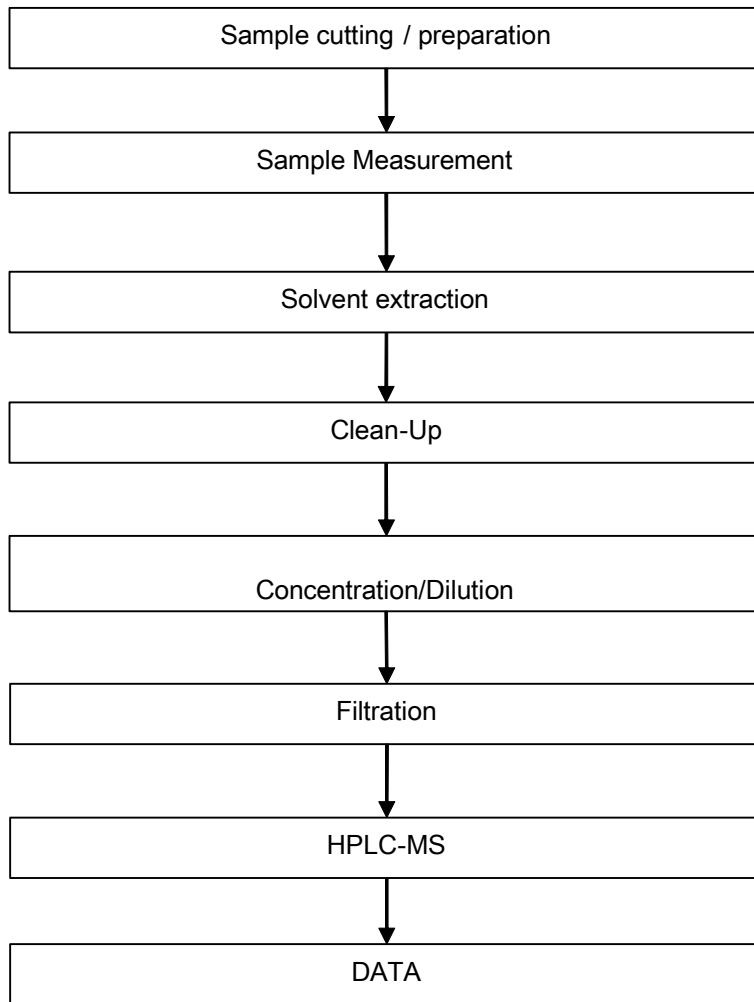 Sample cutting / preparation
Sample Measurement
Solvent extraction
Clean-Up
Concentration/Dilution
Filtration
HPLC-MS
DATA